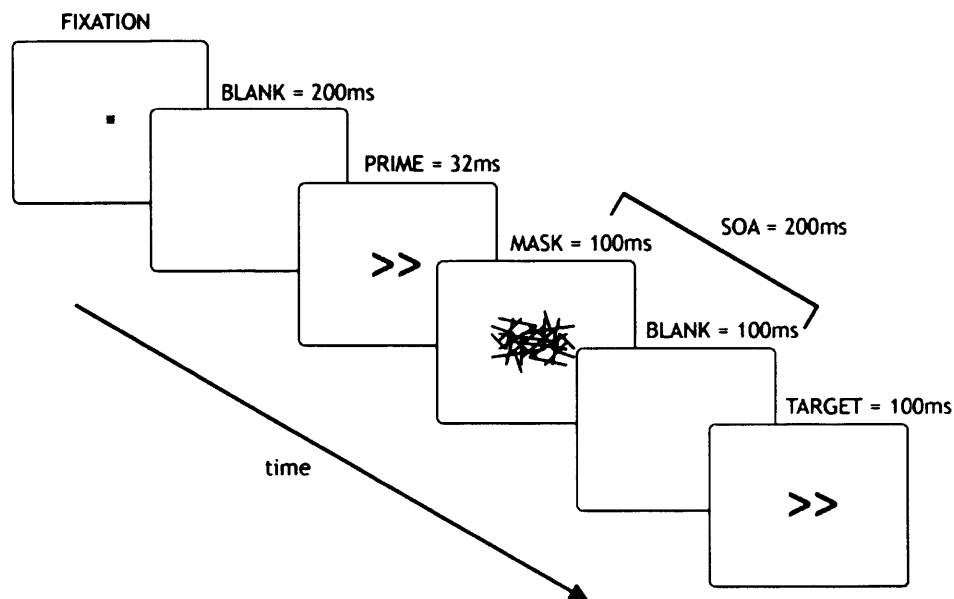 FIXATION
BLANK = 200ms
PRIME = 32ms
>>
SOA = 200ms
MASK = 100ms
BLANK = 100ms
TARGET = 100ms
time
>>